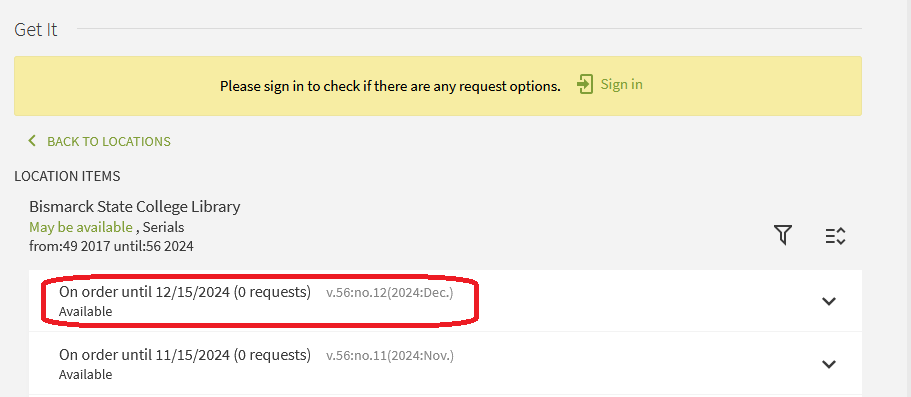 Get It
Please sign in to check if there are any request options. Sign in
BACK TO LOCATIONS
LOCATION ITEMS
Bismarck State College Library
May be available , Serials
from:49 2017 until:56 2024
On order until 12/15/2024 (0 requests) v.56:no.12(2024:Dec.)
Available
On order until 11/15/2024 (0 requests) v.56:no.11(2024:Nov.)
Available